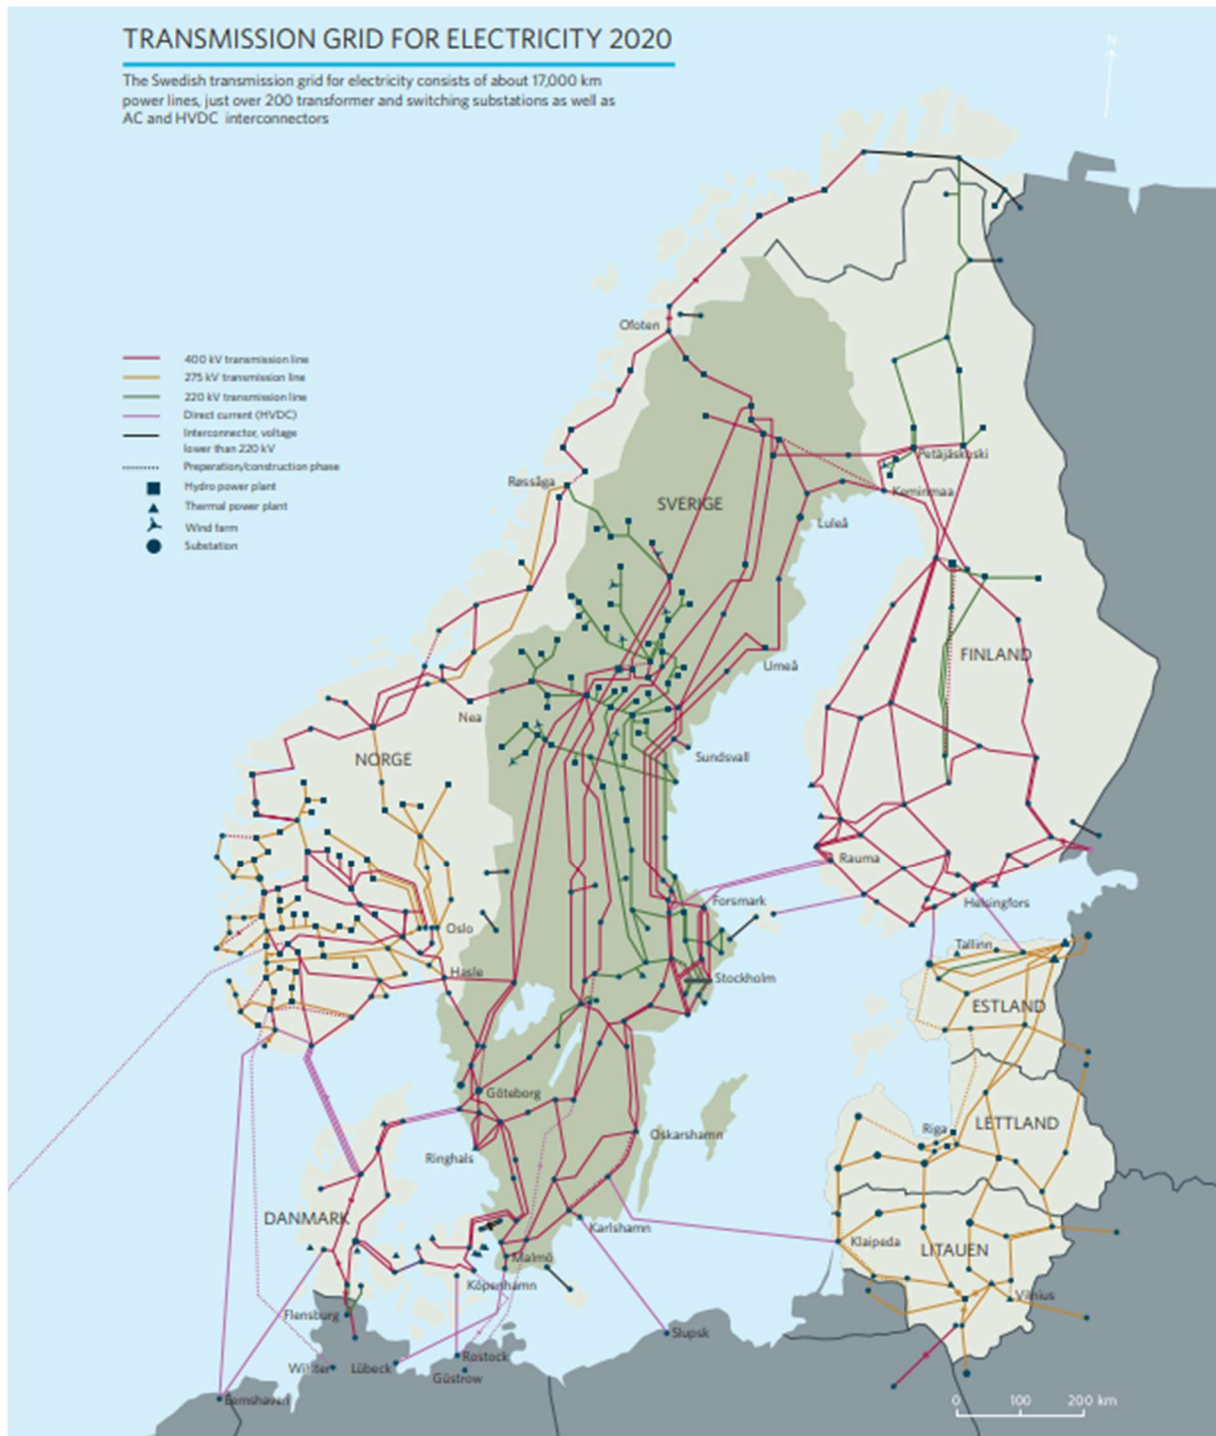 TRANSMISSION GRID FOR ELECTRICITY 2020
The Swedish transmission grid for electricity consists of about 17,000 km
power lines, just over 200 transformer and switching substations as well as
AC and HVDC interconnectors
N
400 kV transmission line
275 kV transmission line
220 kV transmission line
Direct current (HVDC)
Interconnector, voltage
lower than 220 kV
Preperation/construction phase
Hydro power plant
Thermal power plant
Wind farm
Substation
Ofoten
Petäjäskoski
Røssåga
Keminmaa
SVERIGE
Luleå
FINLAND
Umeå
Nea
Sundsvall
NORGE
Rauma
Forsmark
Helsingfors
Oslo
Tallinn
Hasle
Stockholm
ESTLAND
Göteborg
LETTLAND
Riga
Oskarshamn
Ringhals
DANMARK
Karlshamn
Klaipeda
LITAUEN
Malmö
Köpenhamn
Vilnius
Flensburg
Slupsk
Rostock
Wilster
Lübeck
Güstrow
Eemshaven
0 100 200 km